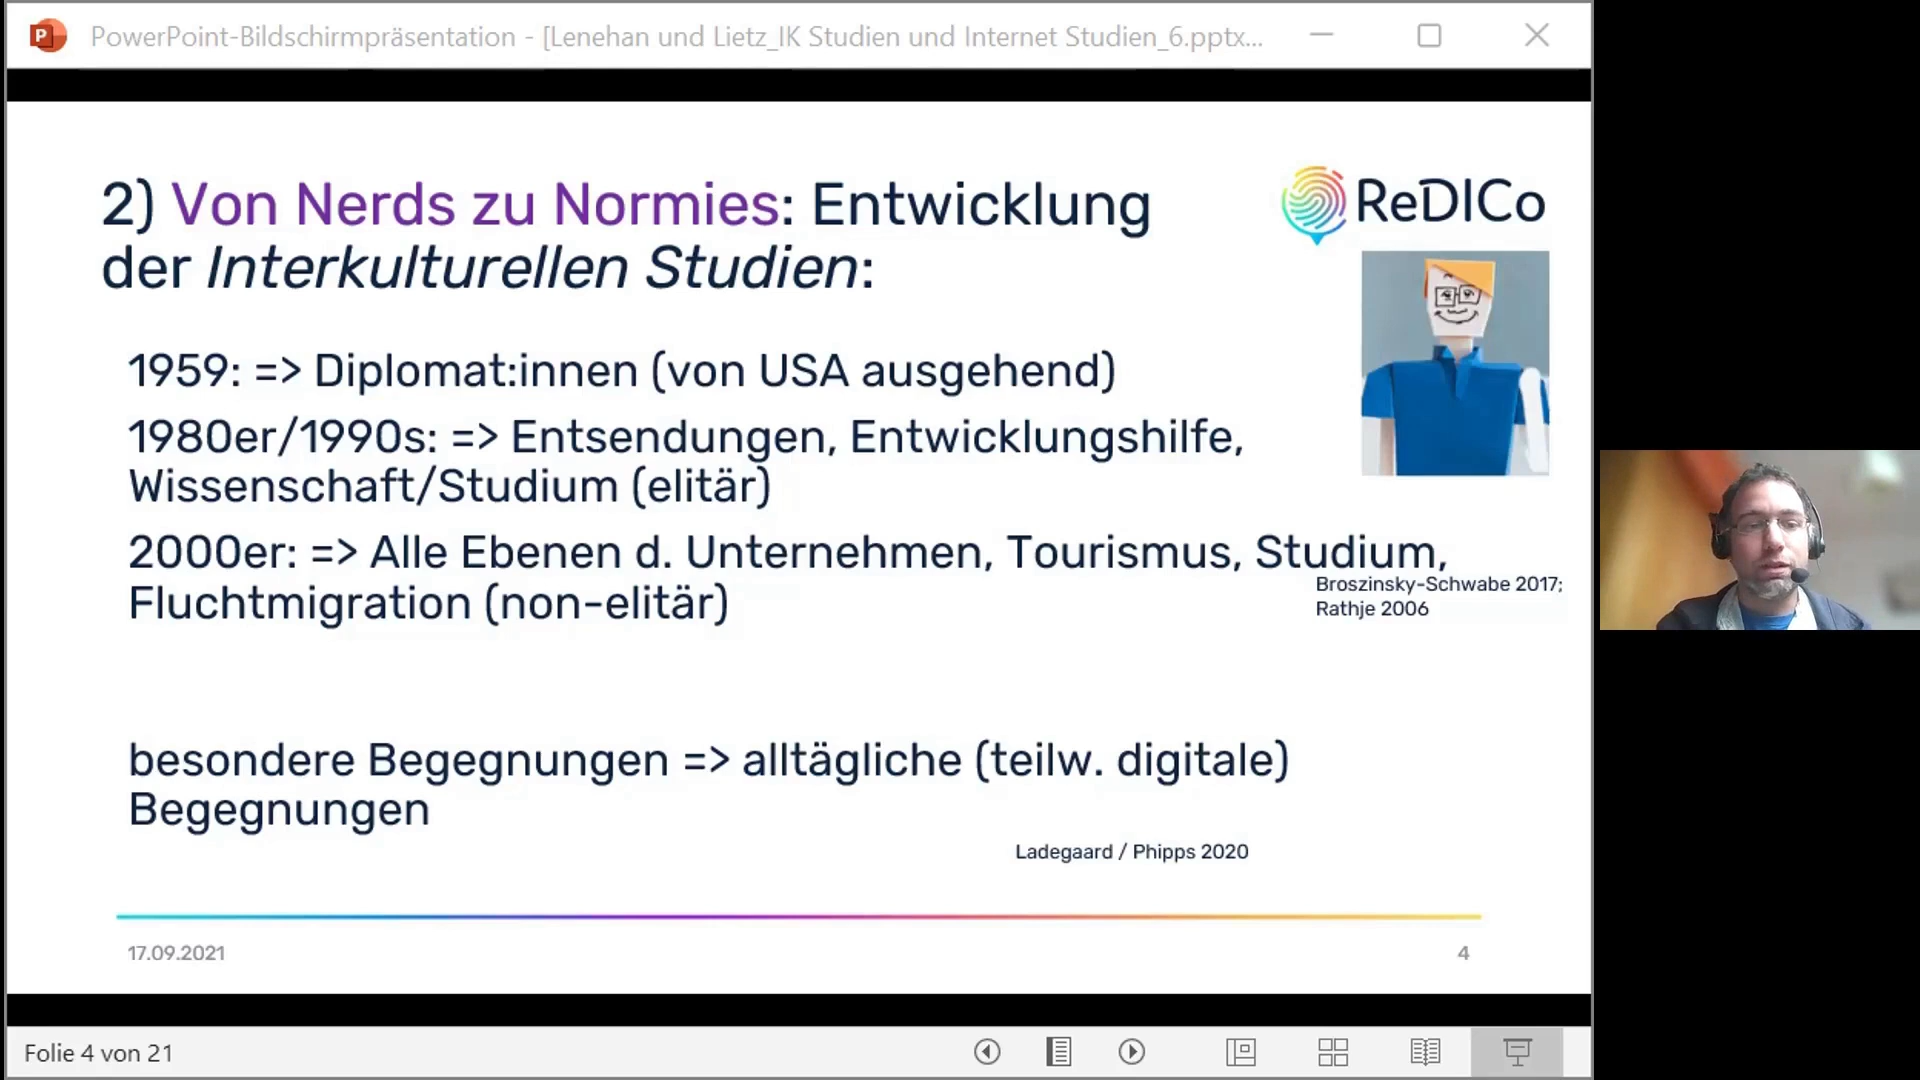 PowerPoint-Bildschirmpräsentation - [Lenehan und Lietz_IK Studien und Internet Studien_6.pptx...
2) Von Nerds zu Normies: Entwicklung
der Interkulturellen Studien:
ReDICo
1959: => Diplomat:innen (von USA ausgehend)
1980er/1990s: => Entsendungen, Entwicklungshilfe,
Wissenschaft/Studium (elitär)
2000er: => Alle Ebenen d. Unternehmen, Tourismus, Studium,
Fluchtmigration (non-elitär)
Broszinsky-Schwabe 2017;
Rathje 2006
besondere Begegnungen => alltägliche (teilw. digitale)
Begegnungen
Ladegaard / Phipps 2020
17.09.2021
4
Folie 4 von 21